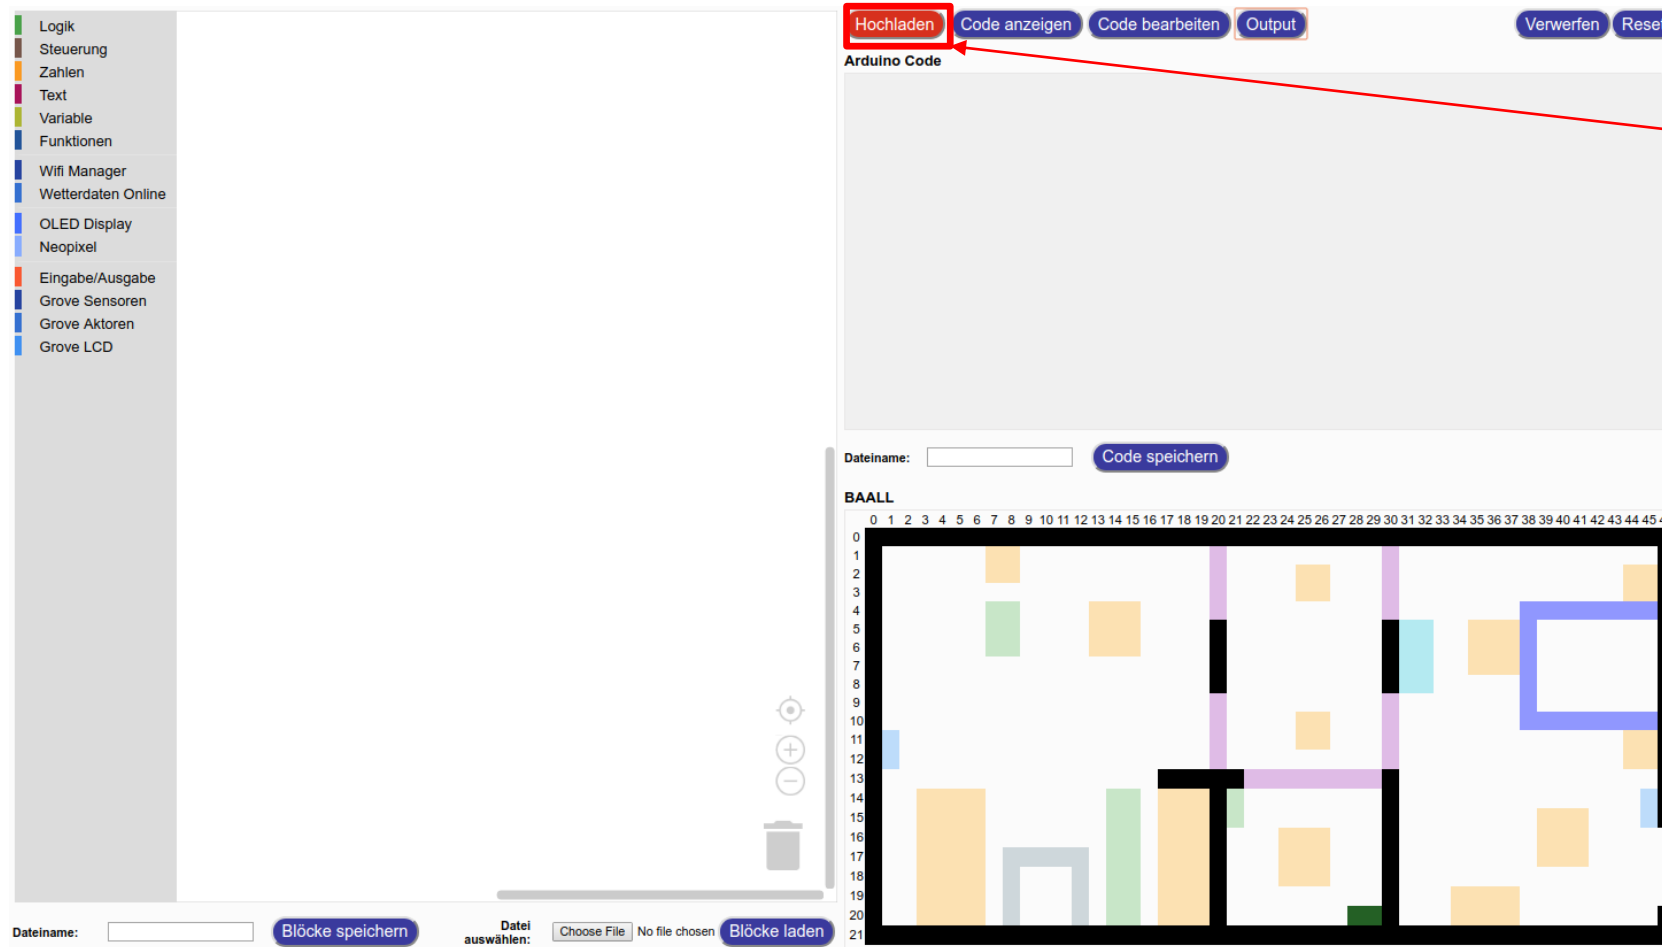 Logik
Steuerung
Zahlen
Text
Variable
Funktionen
Wifi Manager
Wetterdaten Online
OLED Display
Neopixel
Eingabe/Ausgabe
Grove Sensoren
Grove Aktoren
Grove LCD
Dateiname:
Blöcke speichern
Datei
auswählen:
Choose File No file chosen
Blöcke laden
Hochladen Code anzeigen Code bearbeiten Output Verwerfen Reset
Arduino Code
Dateiname:
Code speichern
BAALL
0 1 2 3 4 5 6 7 8 9 10 11 12 13 14 15 16 17 18 19 20 21 22 23 24 25 26 27 28 29 30 31 32 33 34 35 36 37 38 39 40 41 42 43 44 45
0
1
2
3
4
5
6
7
8
9
10
11
12
13
14
15
16
17
18
19
20
21